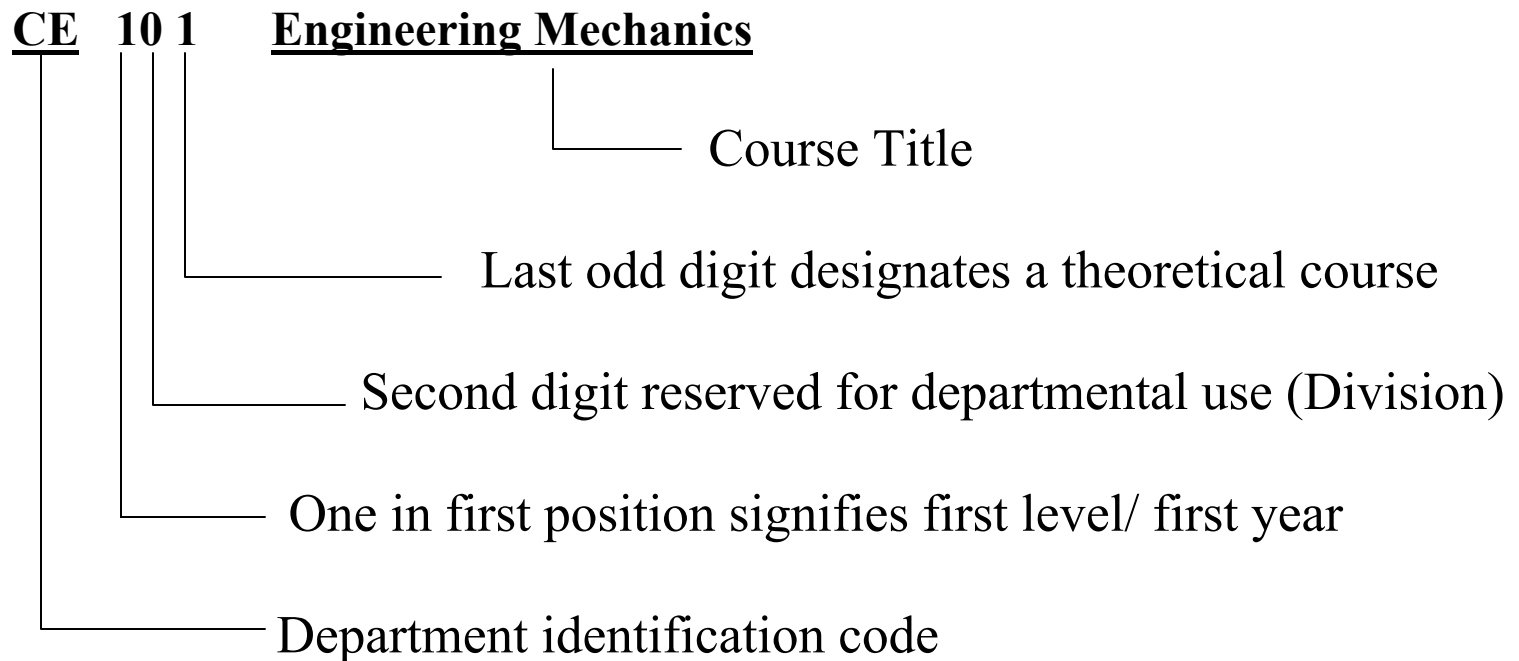 CE 10 1 Engineering Mechanics
Course Title
Last odd digit designates a theoretical course
Second digit reserved for departmental use (Division)
One in first position signifies first level/ first year
Department identification code